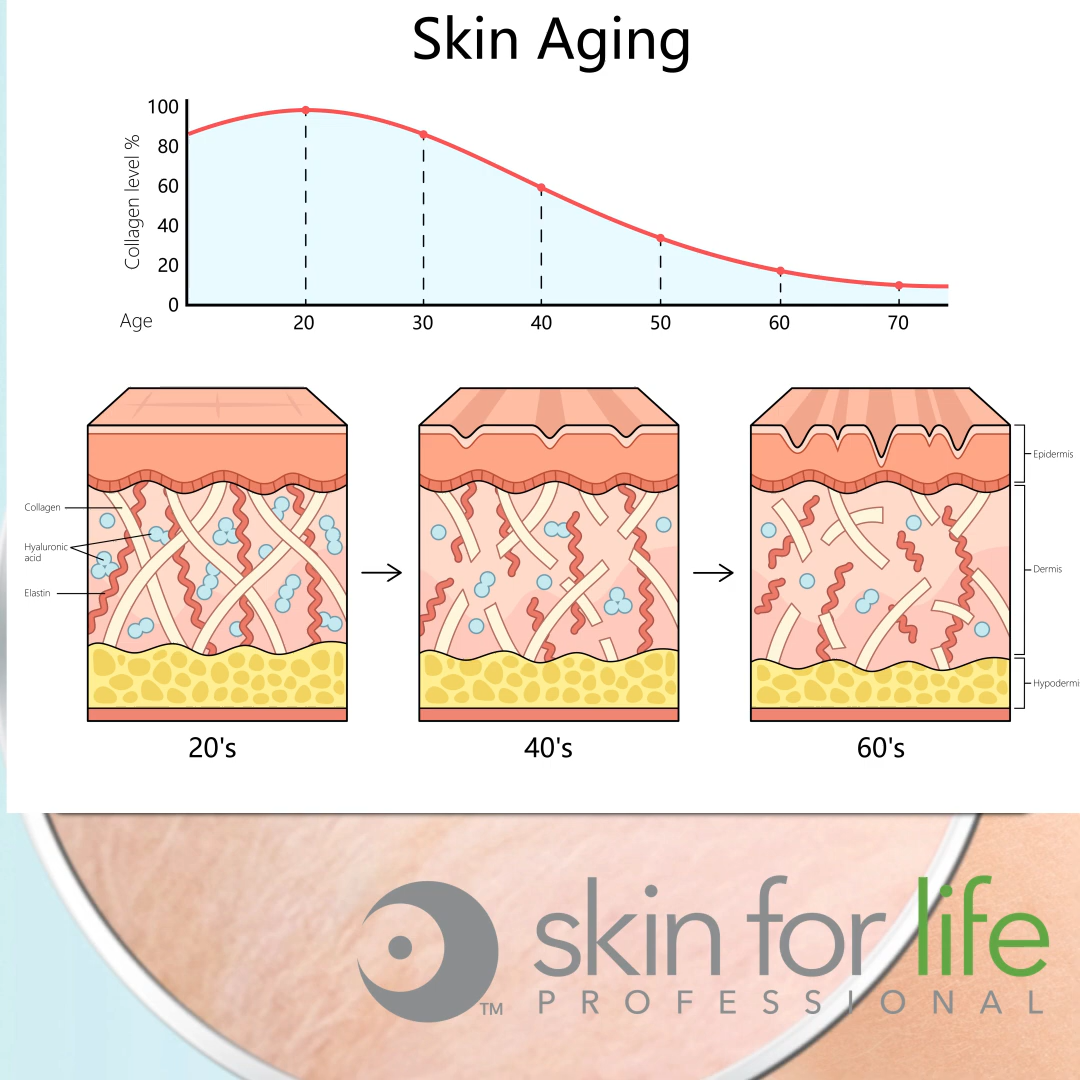 Skin Aging
Collagen level %
100
80
60
40
20
0
Age
20 30 40 50 60 70
Collagen
Hyaluronic
acid
Elastin
Epidermis
Dermis
Hypodermis
20's 40's 60's
skin for life
TM
PROFESSIONAL